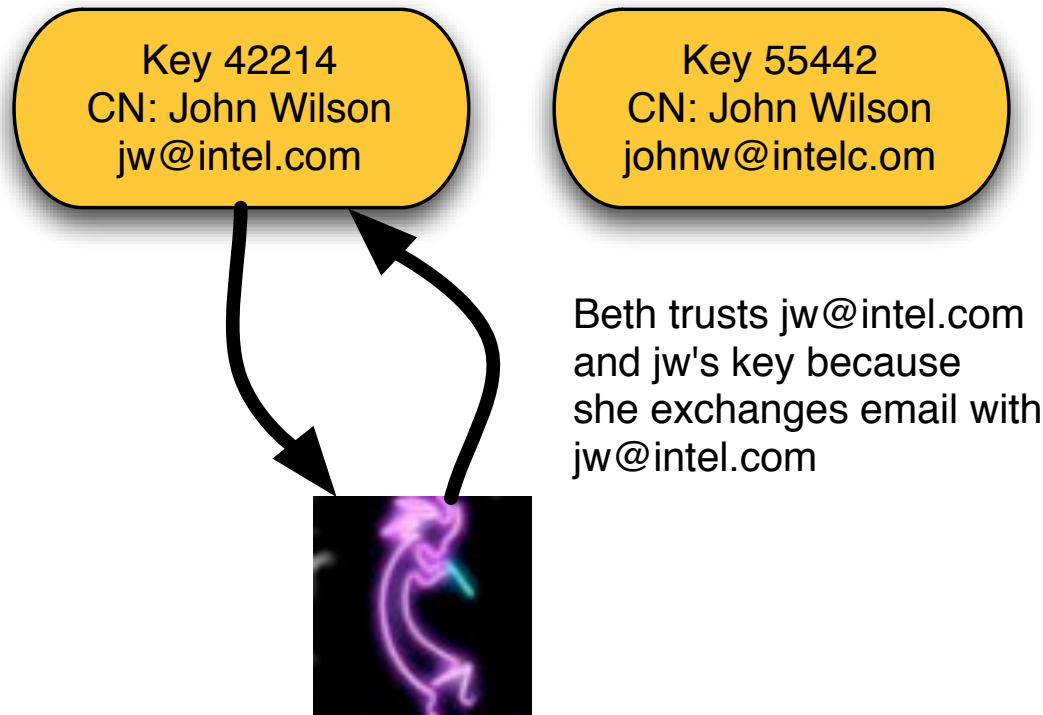 Key 42214
CN: John Wilson
jw@intel.com
Key 55442
CN: John Wilson
johnw@intelc.om
Beth trusts jw@intel.com
and jw's key because
she exchanges email with
jw@intel.com